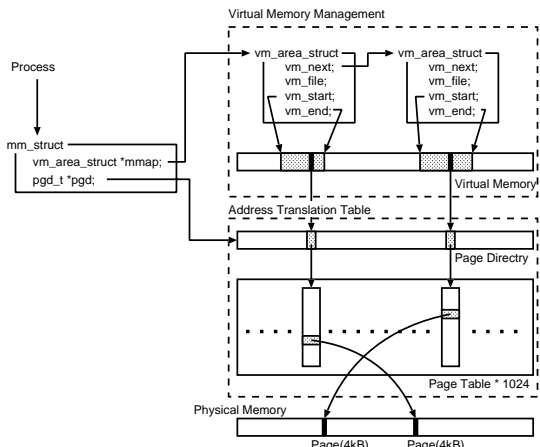 Virtual Memory Management
Process
vm_area_struct
vm_next;
vm_file;
vm_start;
vm_end;
vm_area_struct
vm_next;
vm_file;
vm_start;
vm_end;
mm_struct
vm_area_struct *mmap;
pgd_t *pgd;
Virtual Memory
Address Translation Table
Page Directry
Page Table * 1024
Physical Memory
Page(4kB)
Page(4kB)